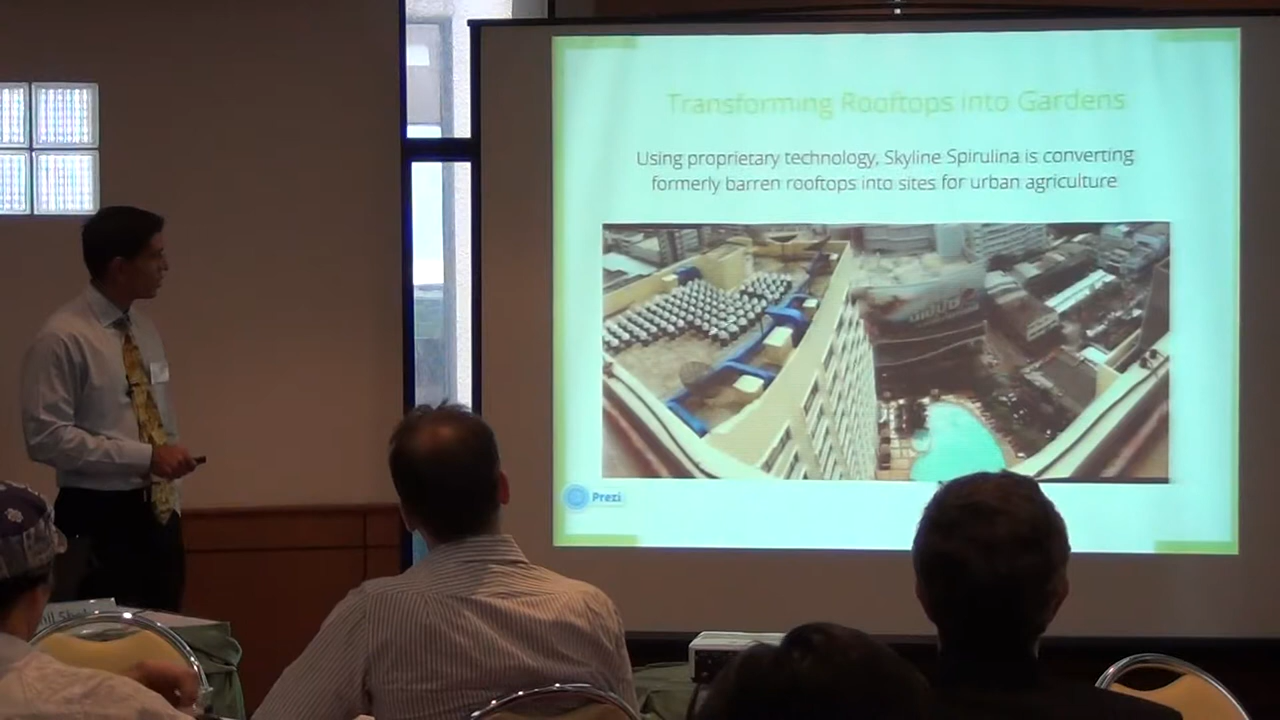 Transforming Rooftops into Gardens
Using proprietary technology, Skyline Spirulina is converting
formerly barren rooftops into sites for urban agriculture
Prezi